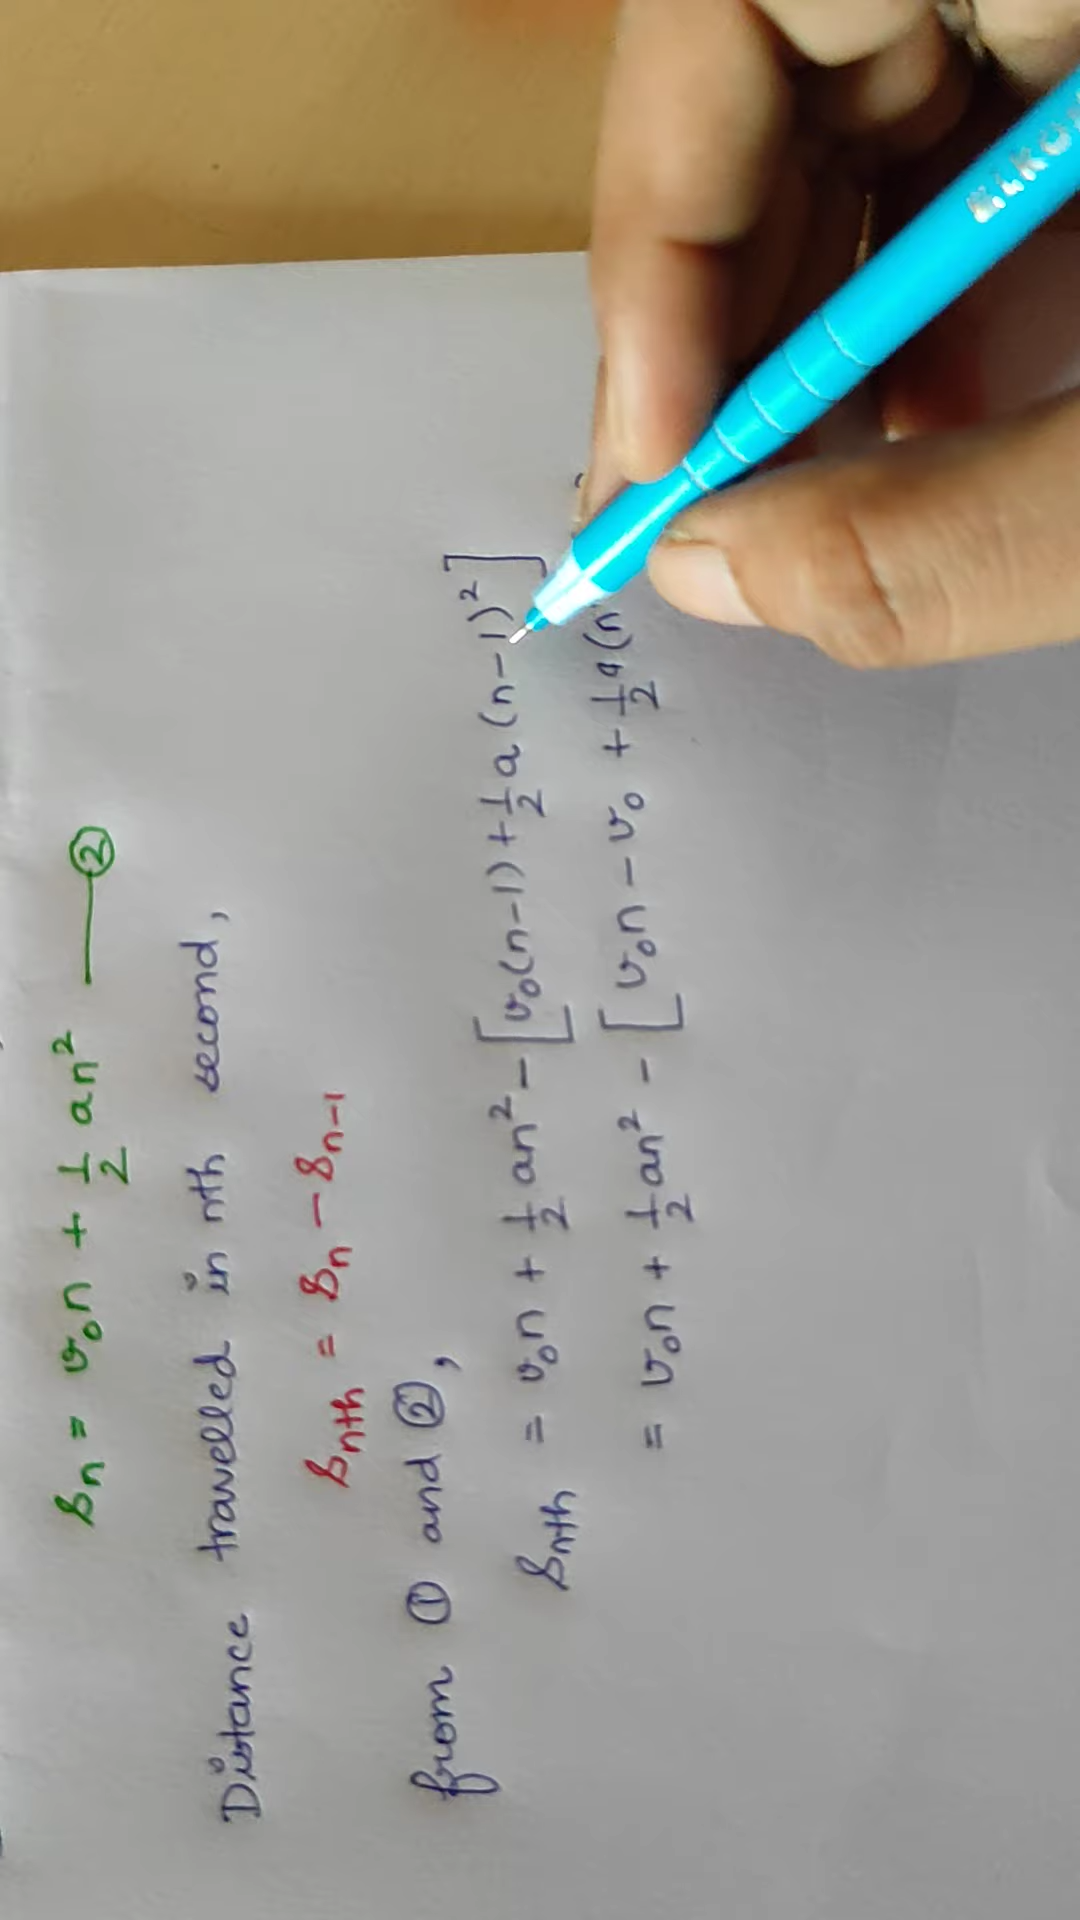 Sn = v₀n + 1/2 an² —— ②
Distance travelled in nth second,
Snth = Sn - Sn-1
from ① and ②,
Snth = v₀n + 1/2 an² - [v₀(n-1) + 1/2 a (n-1)²]
= v₀n + 1/2 an² - [v₀n - v₀ + 1/2 a (n